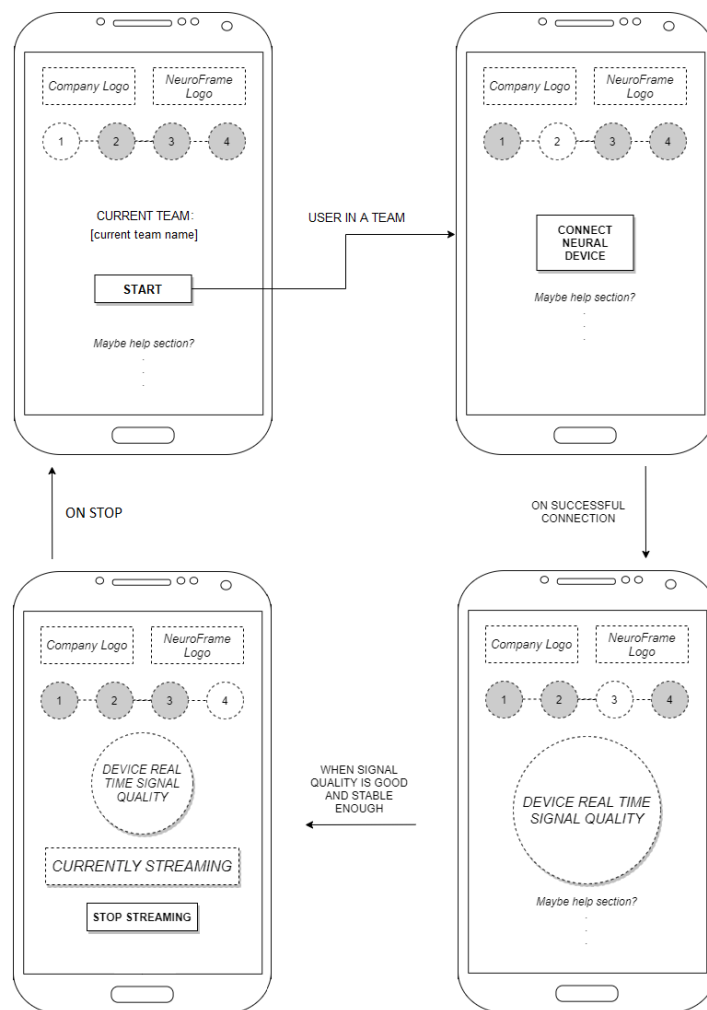 Company Logo
NeuroFrame
Logo
1
2
3
4
CURRENT TEAM:
[current team name]
START
Maybe help section?
.
.
.
USER IN A TEAM
Company Logo
NeuroFrame
Logo
1
2
3
4
CONNECT
NEURAL
DEVICE
Maybe help section?
.
.
.
ON STOP
ON SUCCESSFUL
CONNECTION
Company Logo
NeuroFrame
Logo
1
2
3
4
DEVICE REAL
TIME SIGNAL
QUALITY
CURRENTLY STREAMING
STOP STREAMING
WHEN SIGNAL
QUALITY IS GOOD
AND STABLE
ENOUGH
Company Logo
NeuroFrame
Logo
1
2
3
4
DEVICE REAL TIME
SIGNAL QUALITY
Maybe help section?
.
.
.